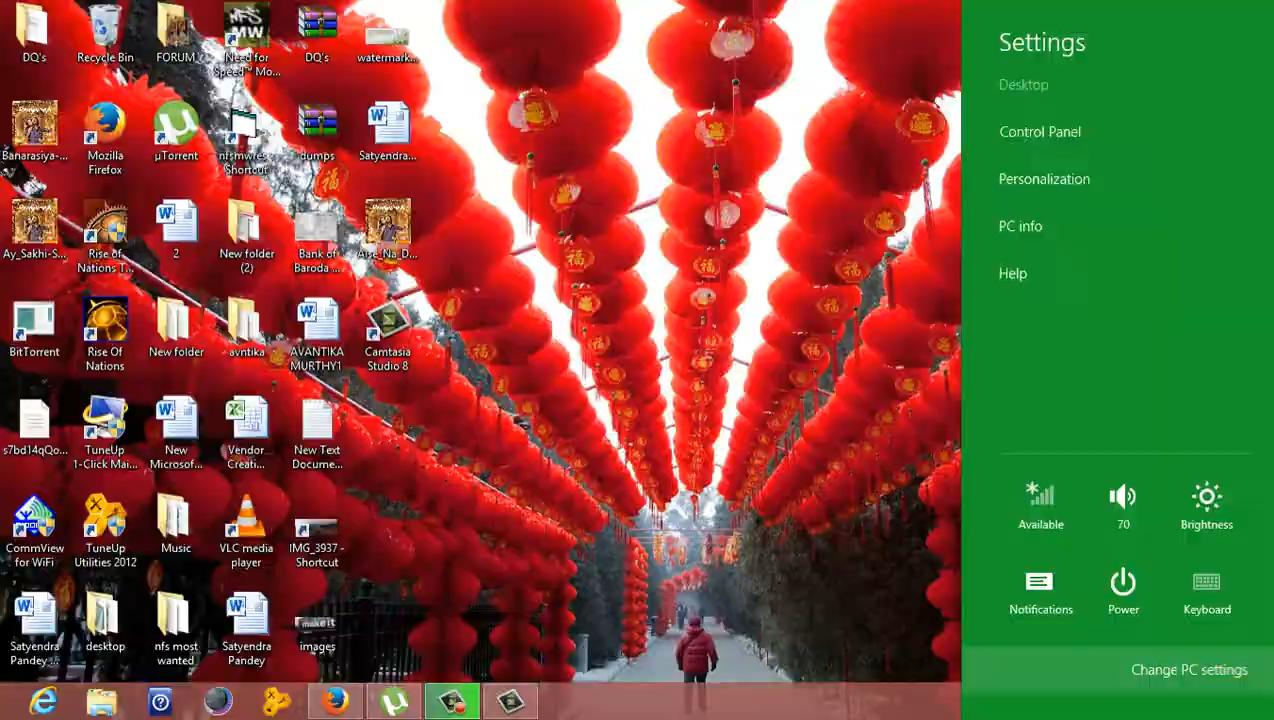 DQ's
Recycle Bin
FORUM
Need for
Speed™ Mo...
DQ's
watermark...
Banarasiya-...
Mozilla
Firefox
µTorrent
nfsmwres -
Shortcut
dumps
Satyendra...
Ay_Sakhi-S...
Rise of
Nations T...
2
New folder
(2)
Bank of
Baroda ...
BitTorrent
Rise Of
Nations
New folder
avntika
AVANTIKA
MURTHY1
Camtasia
Studio 8
s7bd14qQo...
TuneUp
1-Click Mai...
New
Microsof...
Vendor
Creati...
New Text
Docume...
CommView
for WiFi
TuneUp
Utilities 2012
Music
VLC media
player
IMG_3937 -
Shortcut
Satyendra
Pandey ...
desktop
nfs most
wanted
Satyendra
Pandey
make it
images
Settings
Desktop
Control Panel
Personalization
PC info
Help
Available
70
Brightness
Notifications
Power
Keyboard
Change PC settings
福